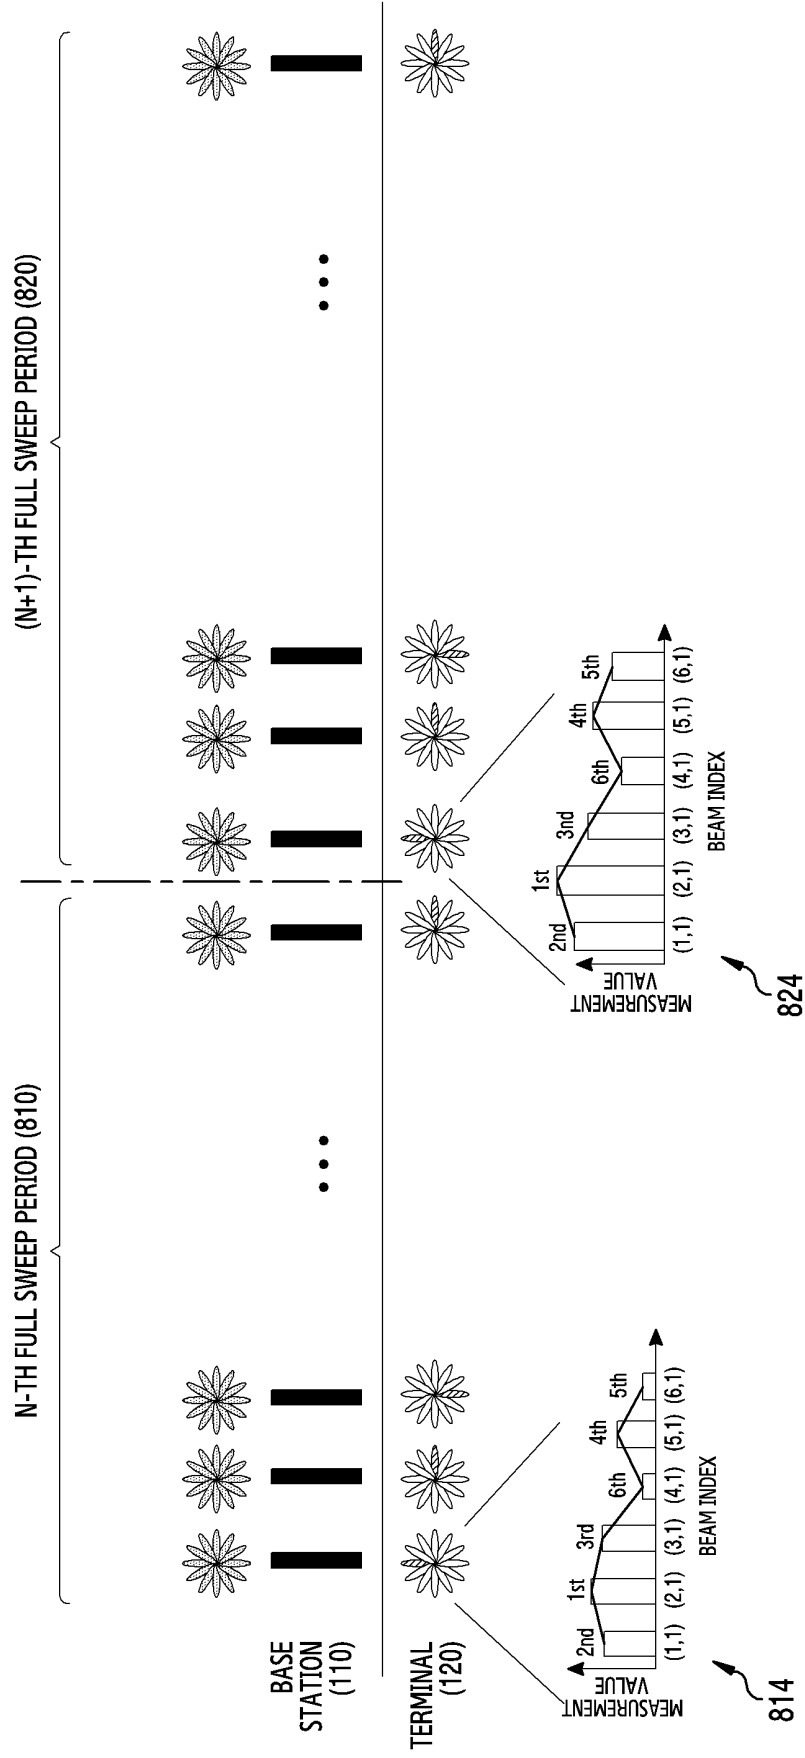 N-TH FULL SWEEP PERIOD (810)
(N+1)-TH FULL SWEEP PERIOD (820)
BASE
STATION
(110)
TERMINAL
(120)
MEASUREMENT
VALUE
2nd
1st
3rd
6th
4th
5th
(1,1)
(2,1)
(3,1)
(4,1)
(5,1)
(6,1)
BEAM INDEX
814
MEASUREMENT
VALUE
2nd
1st
3nd
6th
4th
5th
(1,1)
(2,1)
(3,1)
(4,1)
(5,1)
(6,1)
BEAM INDEX
824